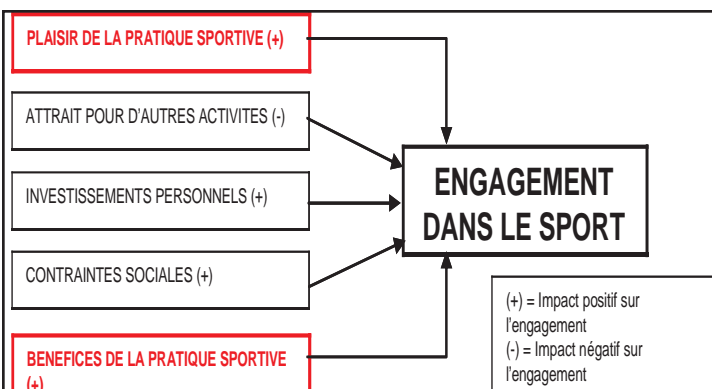 PLAISIR DE LA PRATIQUE SPORTIVE (+)
ATTRAIT POUR D'AUTRES ACTIVITES (-)
INVESTISSEMENTS PERSONNELS (+)
CONTRAINTES SOCIALES (+)
BENEFICES DE LA PRATIQUE SPORTIVE
(+)
ENGAGEMENT
DANS LE SPORT
(+) = Impact positif sur
l'engagement
(-) = Impact négatif sur
l'engagement